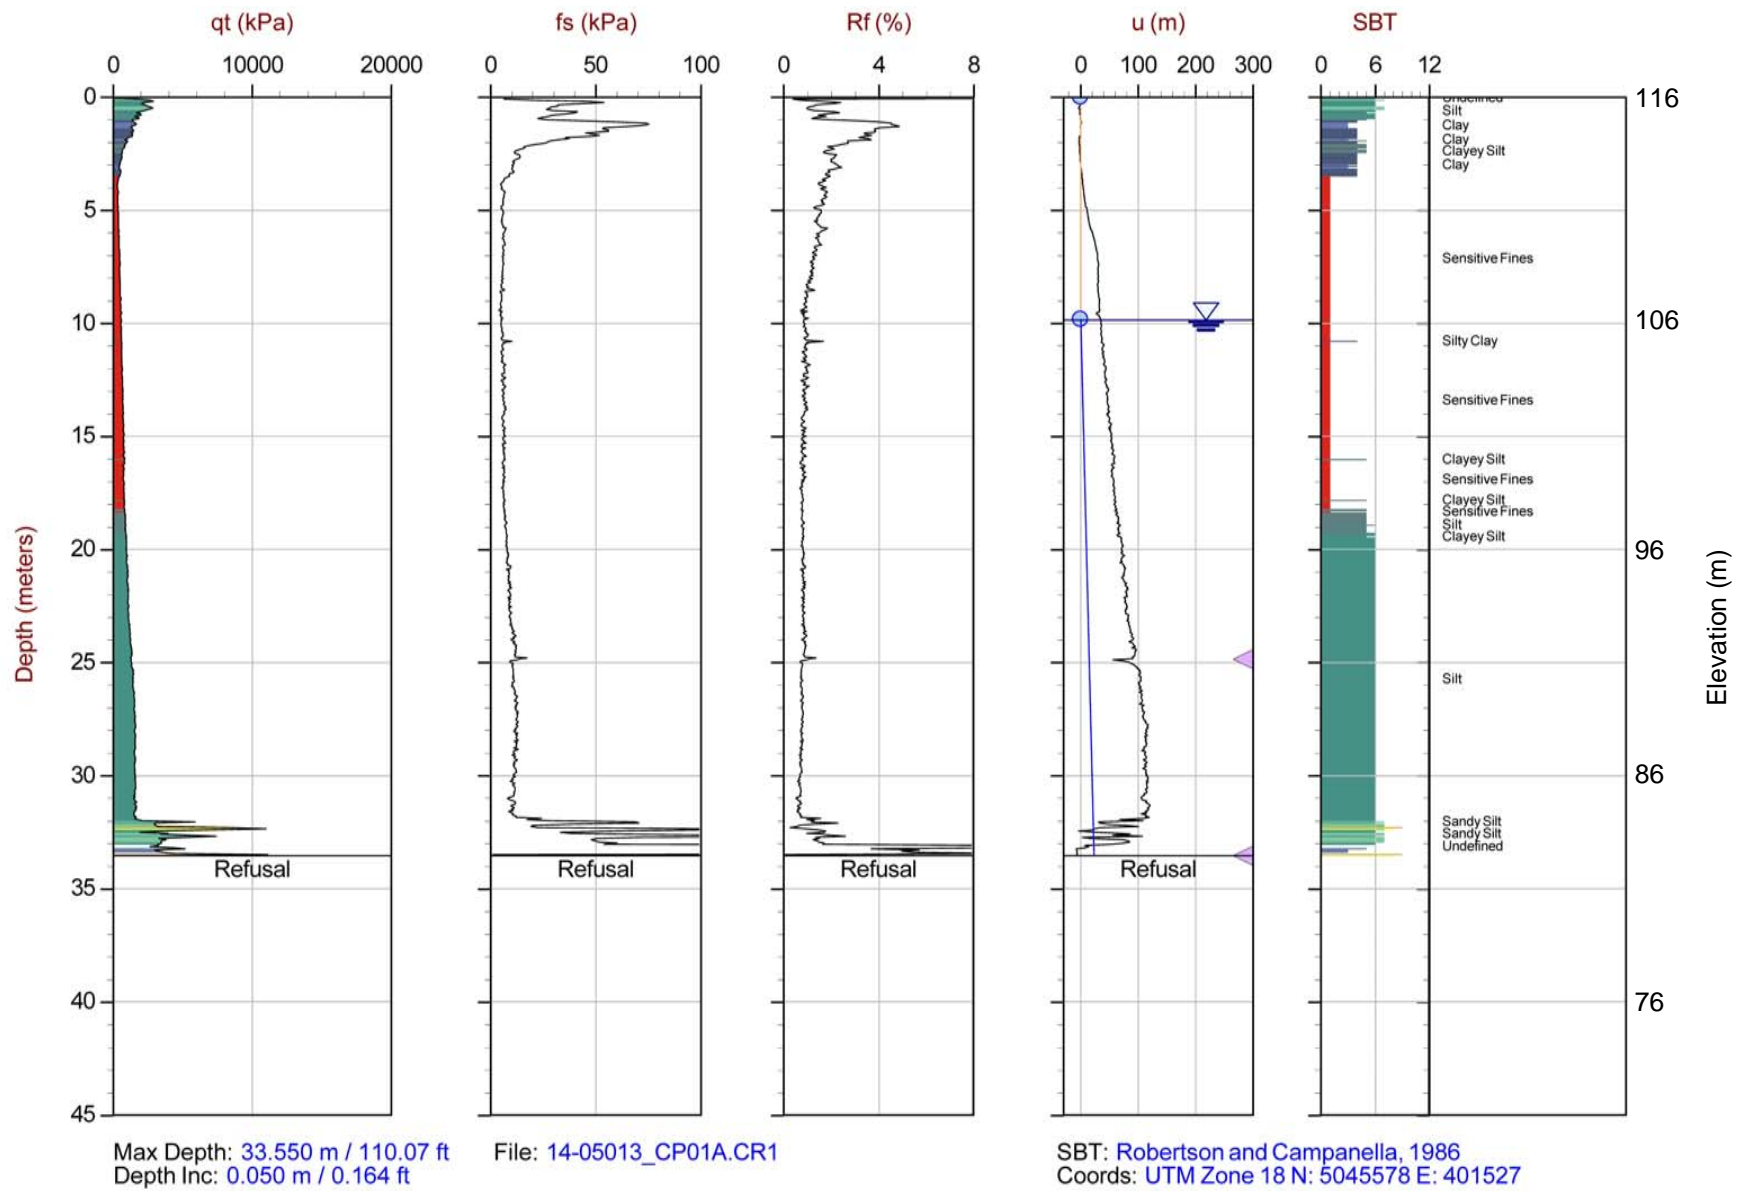 qt (kPa) fs (kPa) Rf (%) u (m) SBT
0 10000 20000 0 50 100 0 4 8 0 100 200 300 0 6 12
0 116
Undefined
Silt
Clay
Clay
Clayey Silt
Clay
5
Sensitive Fines
10 106
Silty Clay
Sensitive Fines
15
Clayey Silt
Sensitive Fines
Clayey Silt
Sensitive Fines
Silt
Clayey Silt
20 96
Depth (meters)
Elevation (m)
25
Silt
30 86
Sandy Silt
Sandy Silt
Undefined
Refusal Refusal Refusal Refusal
35
40 76
45
Max Depth: 33.550 m / 110.07 ft File: 14-05013_CP01A.CR1 SBT: Robertson and Campanella, 1986
Depth Inc: 0.050 m / 0.164 ft Coords: UTM Zone 18 N: 5045578 E: 401527